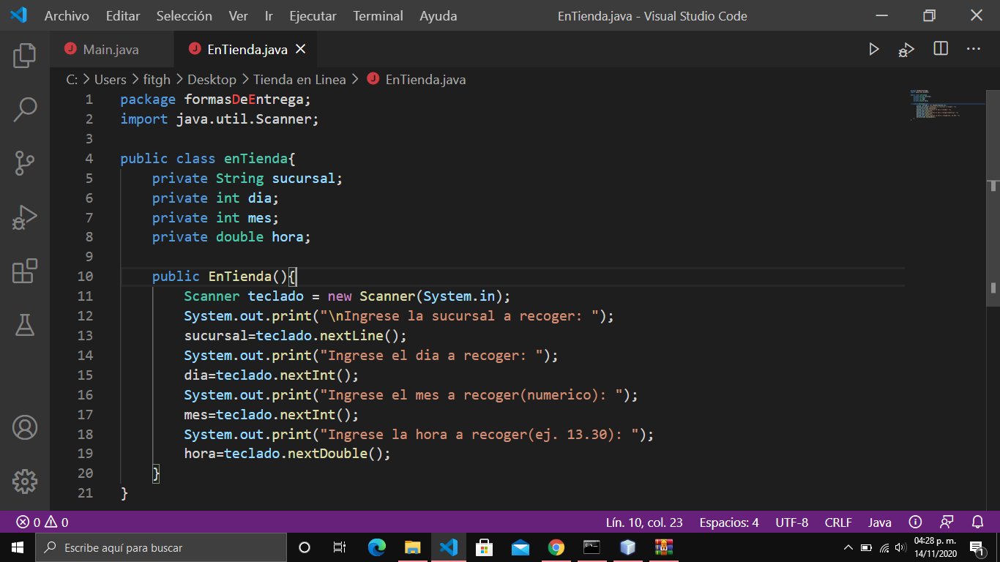 Archivo Editar Selección Ver Ir Ejecutar Terminal Ayuda EnTienda.java - Visual Studio Code
Main.java EnTienda.java
C: > Users > fitgh > Desktop > Tienda en Linea > EnTienda.java
1 package formasDeEntrega;
2 import java.util.Scanner;
3
4 public class enTienda{
5 private String sucursal;
6 private int dia;
7 private int mes;
8 private double hora;
9
10 public EnTienda(){
11 Scanner teclado = new Scanner(System.in);
12 System.out.print("\nIngrese la sucursal a recoger: ");
13 sucursal=teclado.nextLine();
14 System.out.print("Ingrese el dia a recoger: ");
15 dia=teclado.nextInt();
16 System.out.print("Ingrese el mes a recoger(numerico): ");
17 mes=teclado.nextInt();
18 System.out.print("Ingrese la hora a recoger(ej. 13.30): ");
19 hora=teclado.nextDouble();
20 }
21 }
0 0 Lín. 10, col. 23 Espacios: 4 UTF-8 CRLF Java
Escribe aquí para buscar
04:28 p. m.
14/11/2020
1